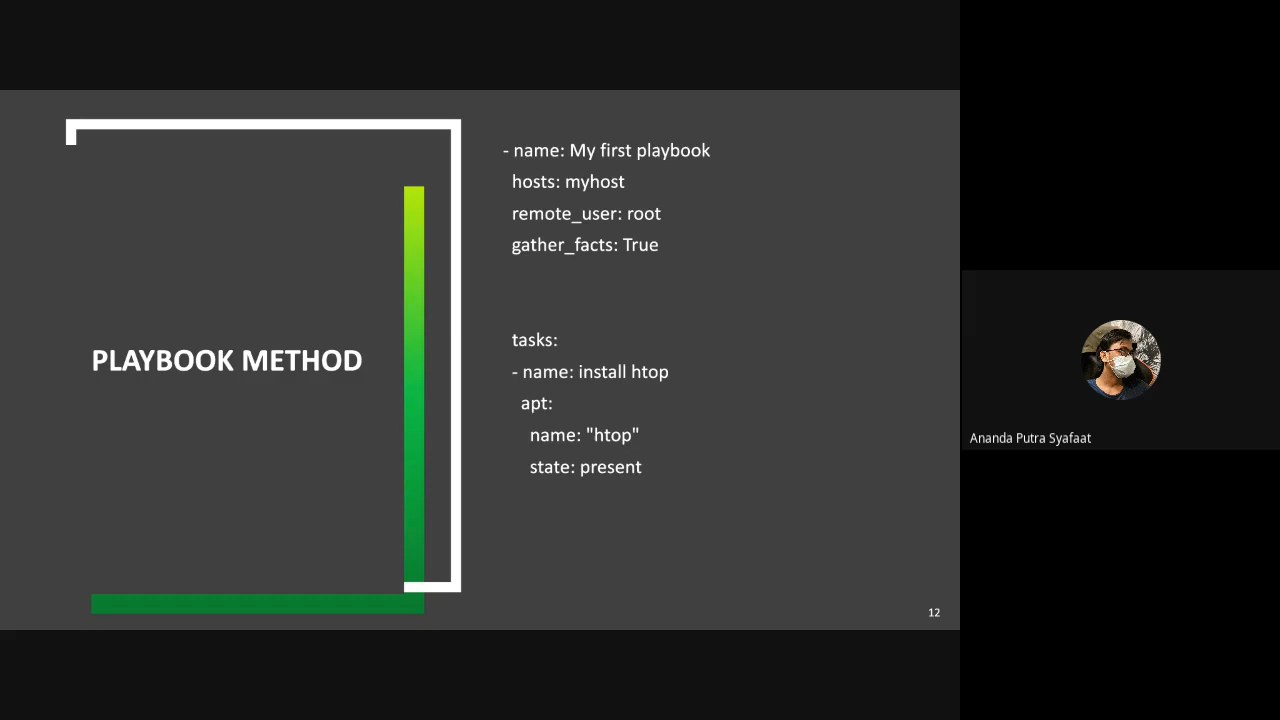 PLAYBOOK METHOD
- name: My first playbook
hosts: myhost
remote_user: root
gather_facts: True
tasks:
- name: install htop
apt:
name: "htop"
state: present
12
Ananda Putra Syafaat